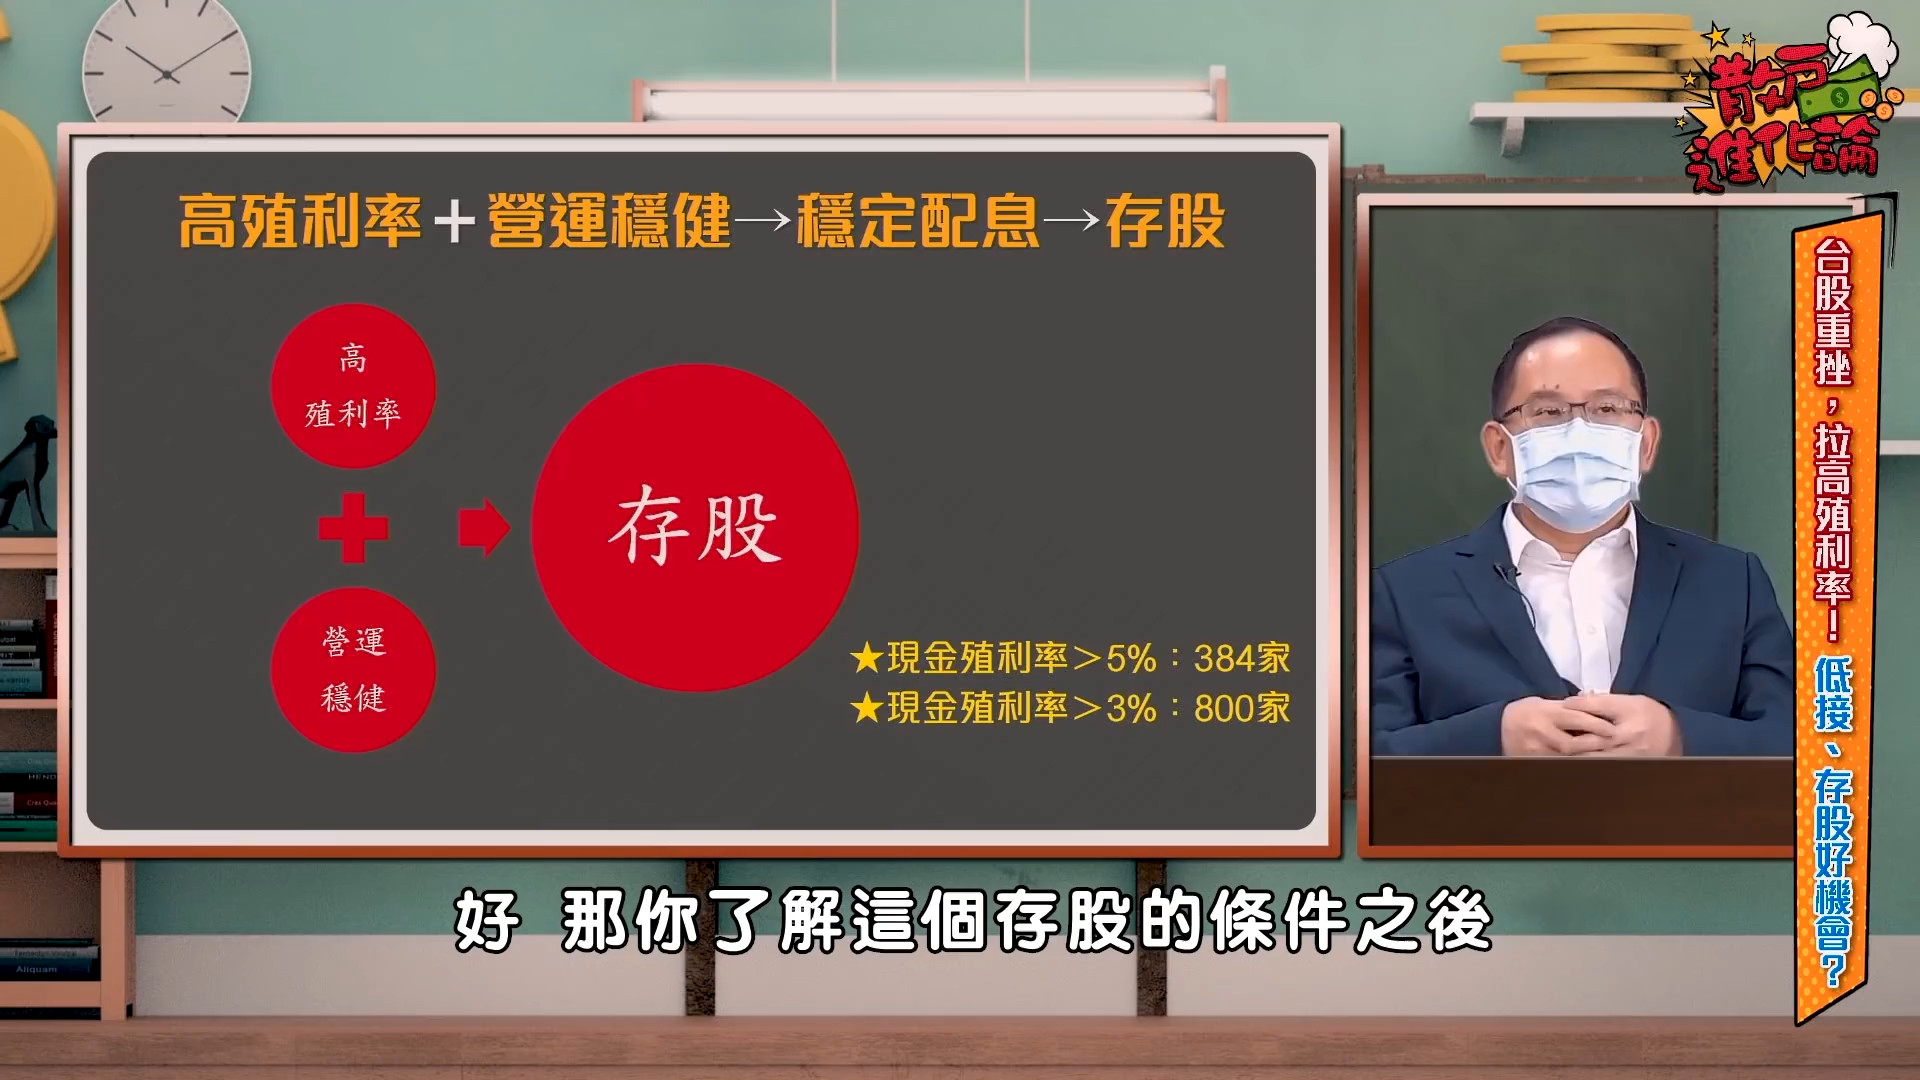 散戶
進化論
高殖利率+營運穩健→穩定配息→存股
高
殖利率
營運
穩健
存股
★現金殖利率>5%：384家
★現金殖利率>3%：800家
台股重挫，拉高殖利率！低接、存股好機會？
好 那你了解這個存股的條件之後
Aliquam